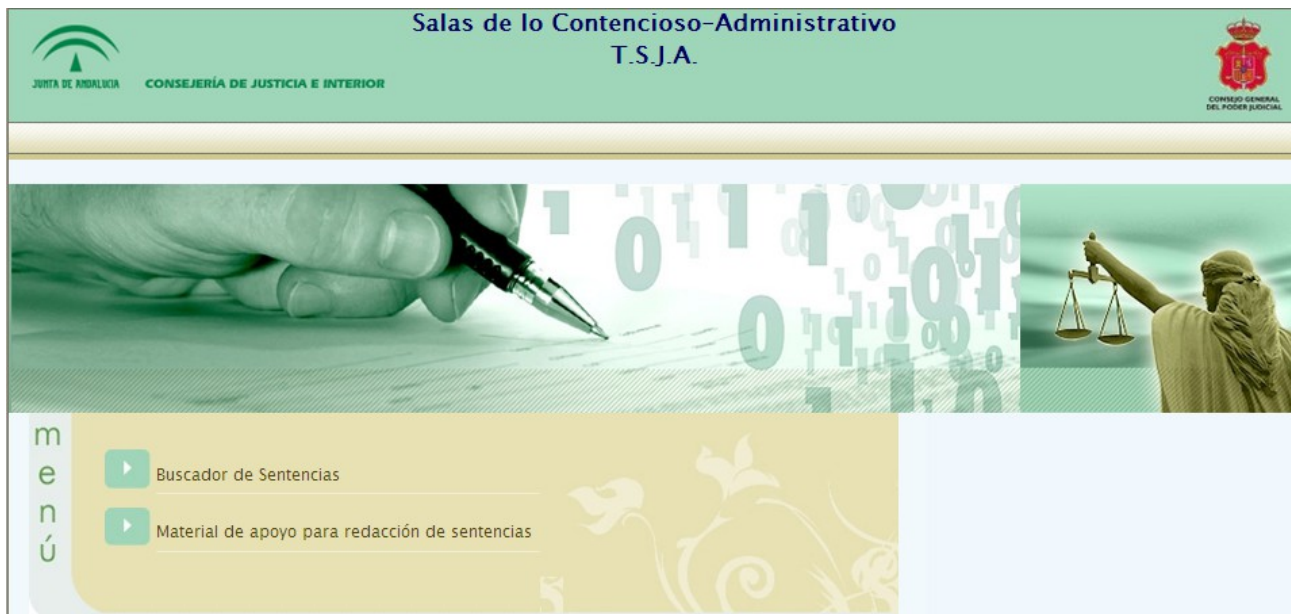 Salas de lo Contencioso-Administrativo
T.S.J.A.
JUNTA DE ANDALUCIA
CONSEJERÍA DE JUSTICIA E INTERIOR
CONSEJO GENERAL
DEL PODER JUDICIAL
menú
Buscador de Sentencias
Material de apoyo para redacción de sentencias